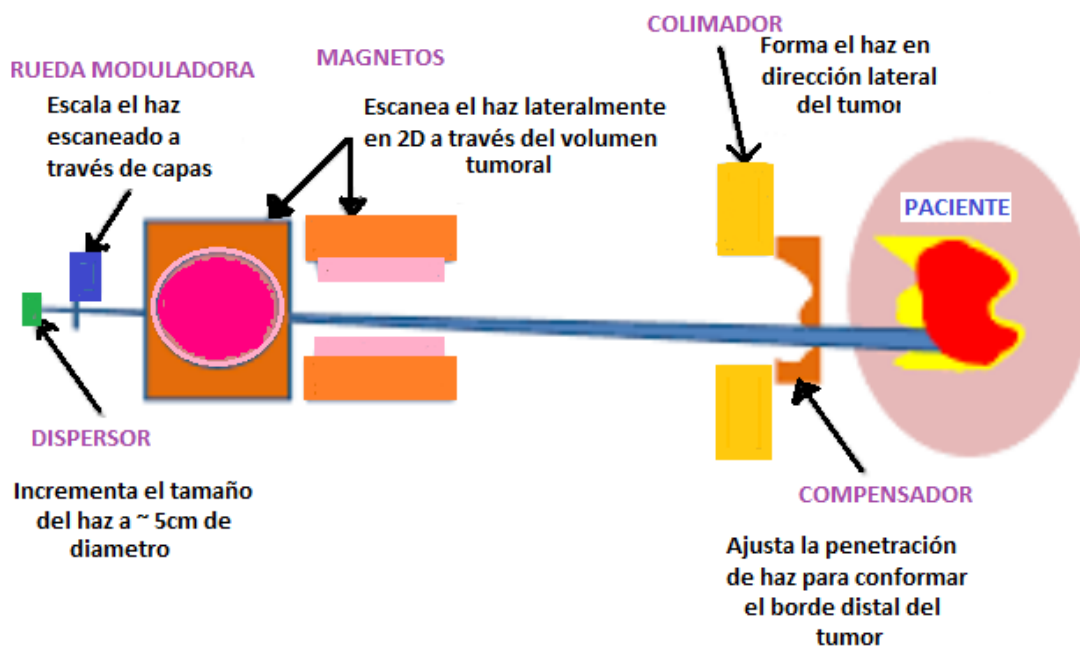 RUEDA MODULADORA
Escala el haz
escaneado a
través de capas
MAGNETOS
Escanea el haz lateralmente
en 2D a través del volumen
tumoral
COLIMADOR
Forma el haz en
dirección lateral
del tumor
PACIENTE
DISPERSOR
Incrementa el tamaño
del haz a ~ 5cm de
diametro
COMPENSADOR
Ajusta la penetración
de haz para conformar
el borde distal del
tumor